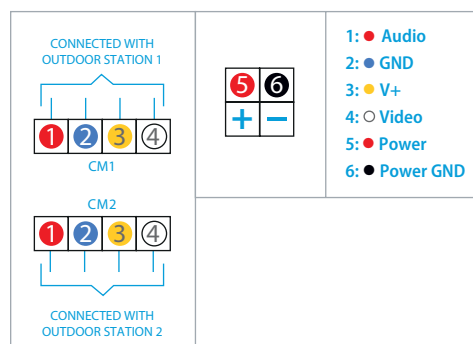 CONNECTED WITH
OUTDOOR STATION 1
1 2 3 4
CM1
CM2
1 2 3 4
CONNECTED WITH
OUTDOOR STATION 2
5 6
+ −
1: Audio
2: GND
3: V+
4: Video
5: Power
6: Power GND